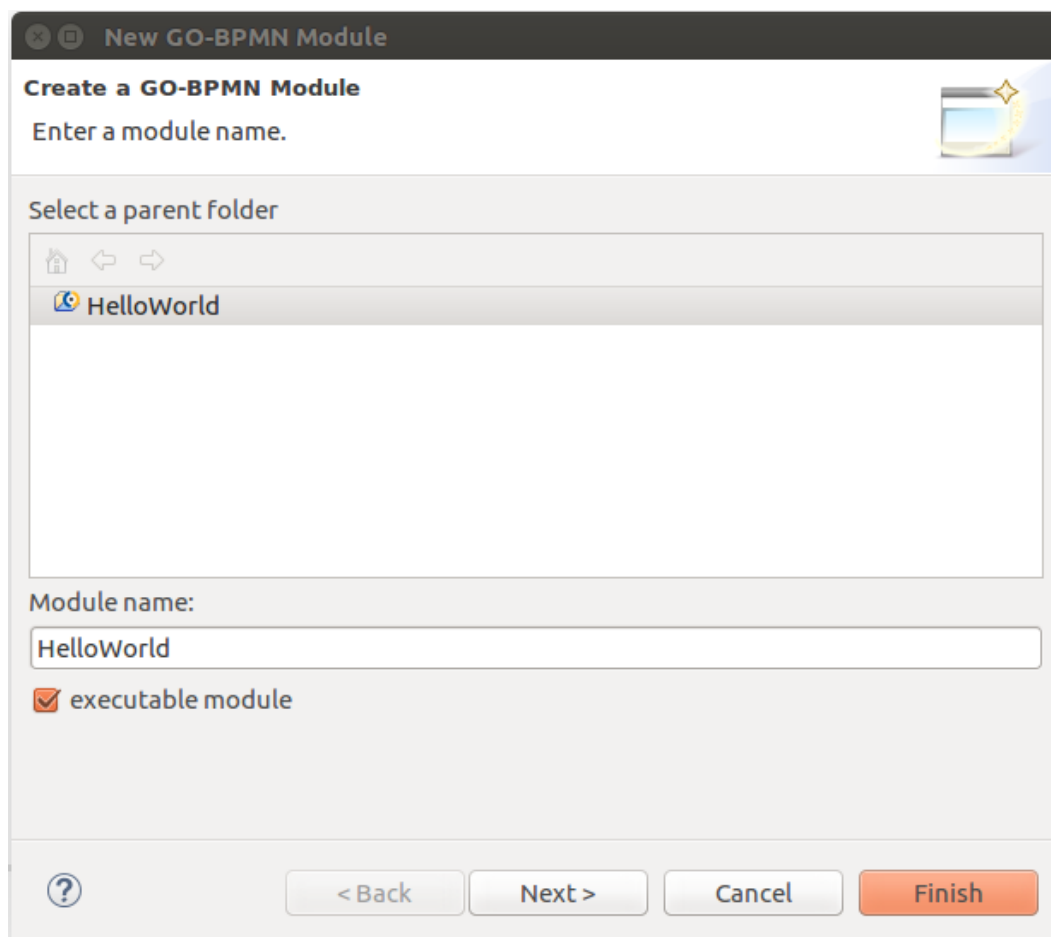 New GO-BPMN Module
Create a GO-BPMN Module
Enter a module name.
Select a parent folder
HelloWorld
Module name:
HelloWorld
executable module
?
< Back
Next >
Cancel
Finish